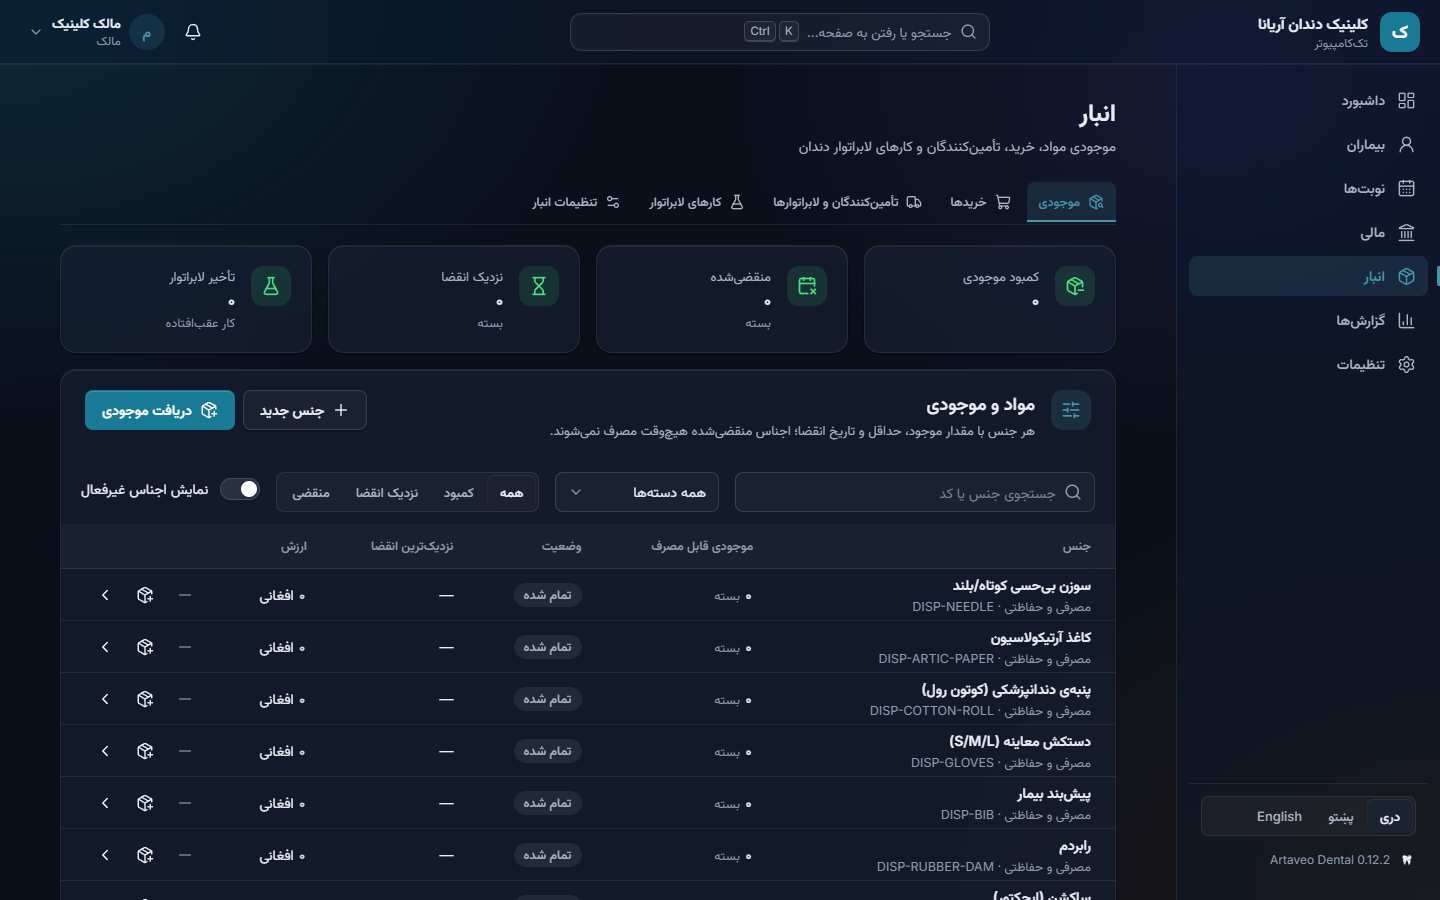 کلینیک دندان آریانا
تک‌کامپیوتر
جستجو یا رفتن به صفحه... K Ctrl
مالک کلینیک
مالک
م
ک
داشبورد
بیماران
نوبت‌ها
مالی
انبار
گزارش‌ها
تنظیمات
دری پښتو English
Artaveo Dental 0.12.2
انبار
موجودی مواد، خرید، تأمین‌کنندگان و کارهای لابراتوار دندان
موجودی خریدها تأمین‌کنندگان و لابراتوارها کارهای لابراتوار تنظیمات انبار
کمبود موجودی
۰
منقضی‌شده
۰
بسته
نزدیک انقضا
۰
بسته
تأخیر لابراتوار
۰
کار عقب‌افتاده
مواد و موجودی
هر جنس با مقدار موجود، حداقل و تاریخ انقضا؛ اجناس منقضی‌شده هیچ‌وقت مصرف نمی‌شوند.
جنس جدید دریافت موجودی
جستجوی جنس یا کد همه دسته‌ها همه کمبود نزدیک انقضا منقضی نمایش اجناس غیرفعال
جنس موجودی قابل مصرف وضعیت نزدیک‌ترین انقضا ارزش
سوزن بی‌حسی کوتاه/بلند
مصرفی و حفاظتی · DISP-NEEDLE
۰ بسته تمام شده — ۰ افغانی —
کاغذ آرتیکولاسیون
مصرفی و حفاظتی · DISP-ARTIC-PAPER
۰ بسته تمام شده — ۰ افغانی —
پنبه‌ی دندانپزشکی (کوتون رول)
مصرفی و حفاظتی · DISP-COTTON-ROLL
۰ بسته تمام شده — ۰ افغانی —
دستکش معاینه (S/M/L)
مصرفی و حفاظتی · DISP-GLOVES
۰ بسته تمام شده — ۰ افغانی —
پیش‌بند بیمار
مصرفی و حفاظتی · DISP-BIB
۰ بسته تمام شده — ۰ افغانی —
رابردم
مصرفی و حفاظتی · DISP-RUBBER-DAM
۰ بسته تمام شده — ۰ افغانی —